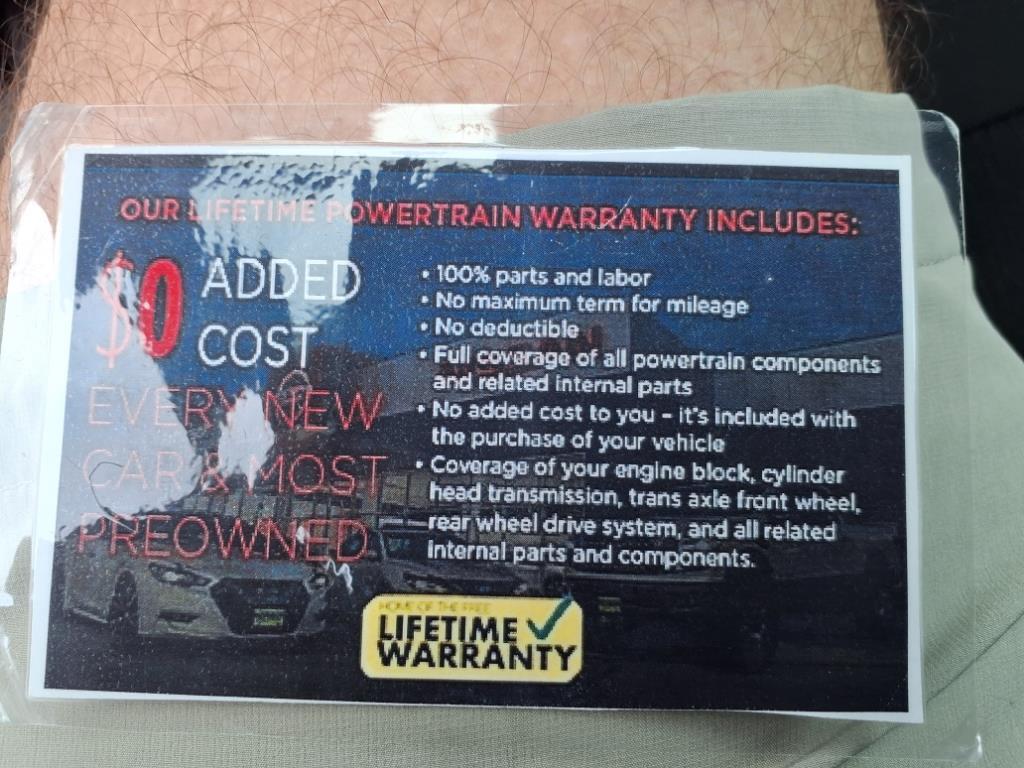 OUR LIFETIME POWERTRAIN WARRANTY INCLUDES:
$0 ADDED
COST
EVERY NEW
CAR & MOST
PREOWNED
• 100% parts and labor
• No maximum term for mileage
• No deductible
• Full coverage of all powertrain components
and related internal parts
• No added cost to you – it's included with
the purchase of your vehicle
• Coverage of your engine block, cylinder
head transmission, trans axle front wheel,
rear wheel drive system, and all related
internal parts and components.
HOME OF THE FREE
LIFETIME
WARRANTY